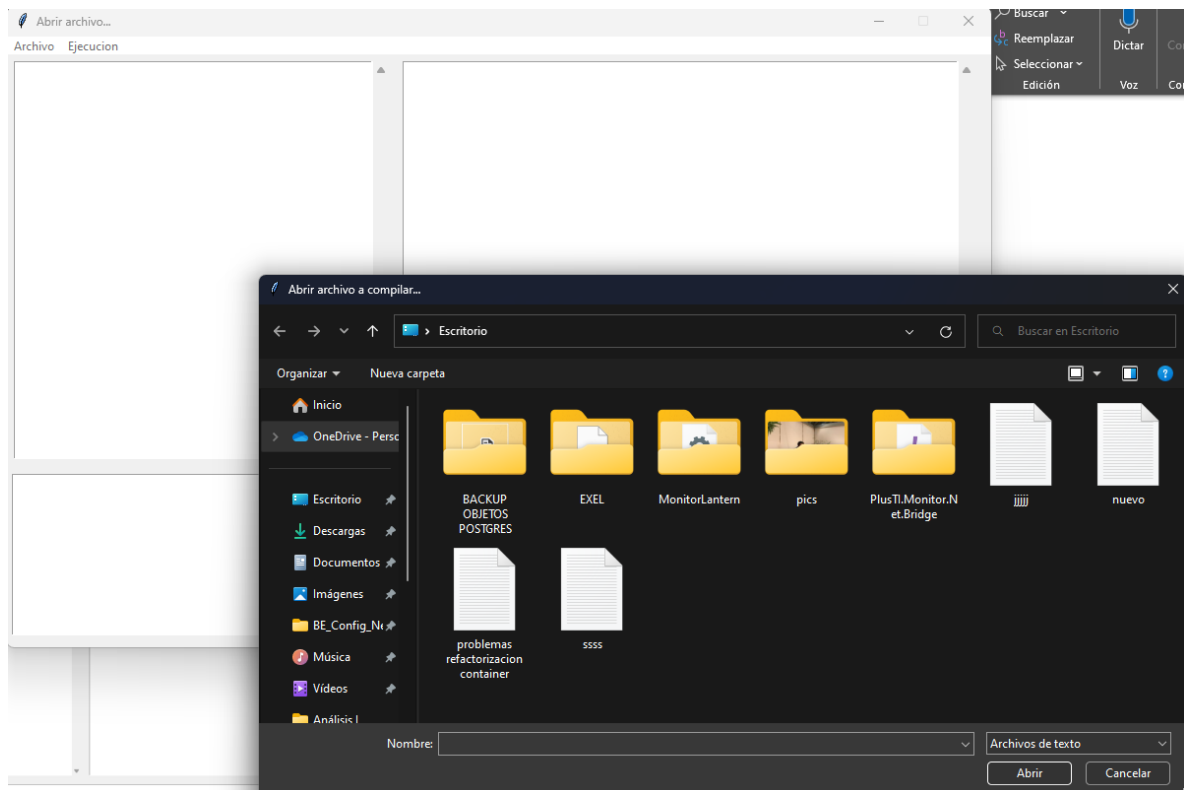 Abrir archivo...
Archivo Ejecucion
Buscar
Reemplazar
Seleccionar
Edición
Dictar
Voz
Abrir archivo a compilar...
Escritorio
Buscar en Escritorio
Organizar
Nueva carpeta
Inicio
OneDrive - Persc
Escritorio
Descargas
Documentos
Imágenes
Música
Vídeos
Análisis I
BACKUP
OBJETOS
POSTGRES
EXEL
MonitorLantern
pics
PlusTI.Monitor.N
et.Bridge
jjjjj
nuevo
problemas
refactorizacion
container
ssss
Nombre:
Archivos de texto
Abrir
Cancelar